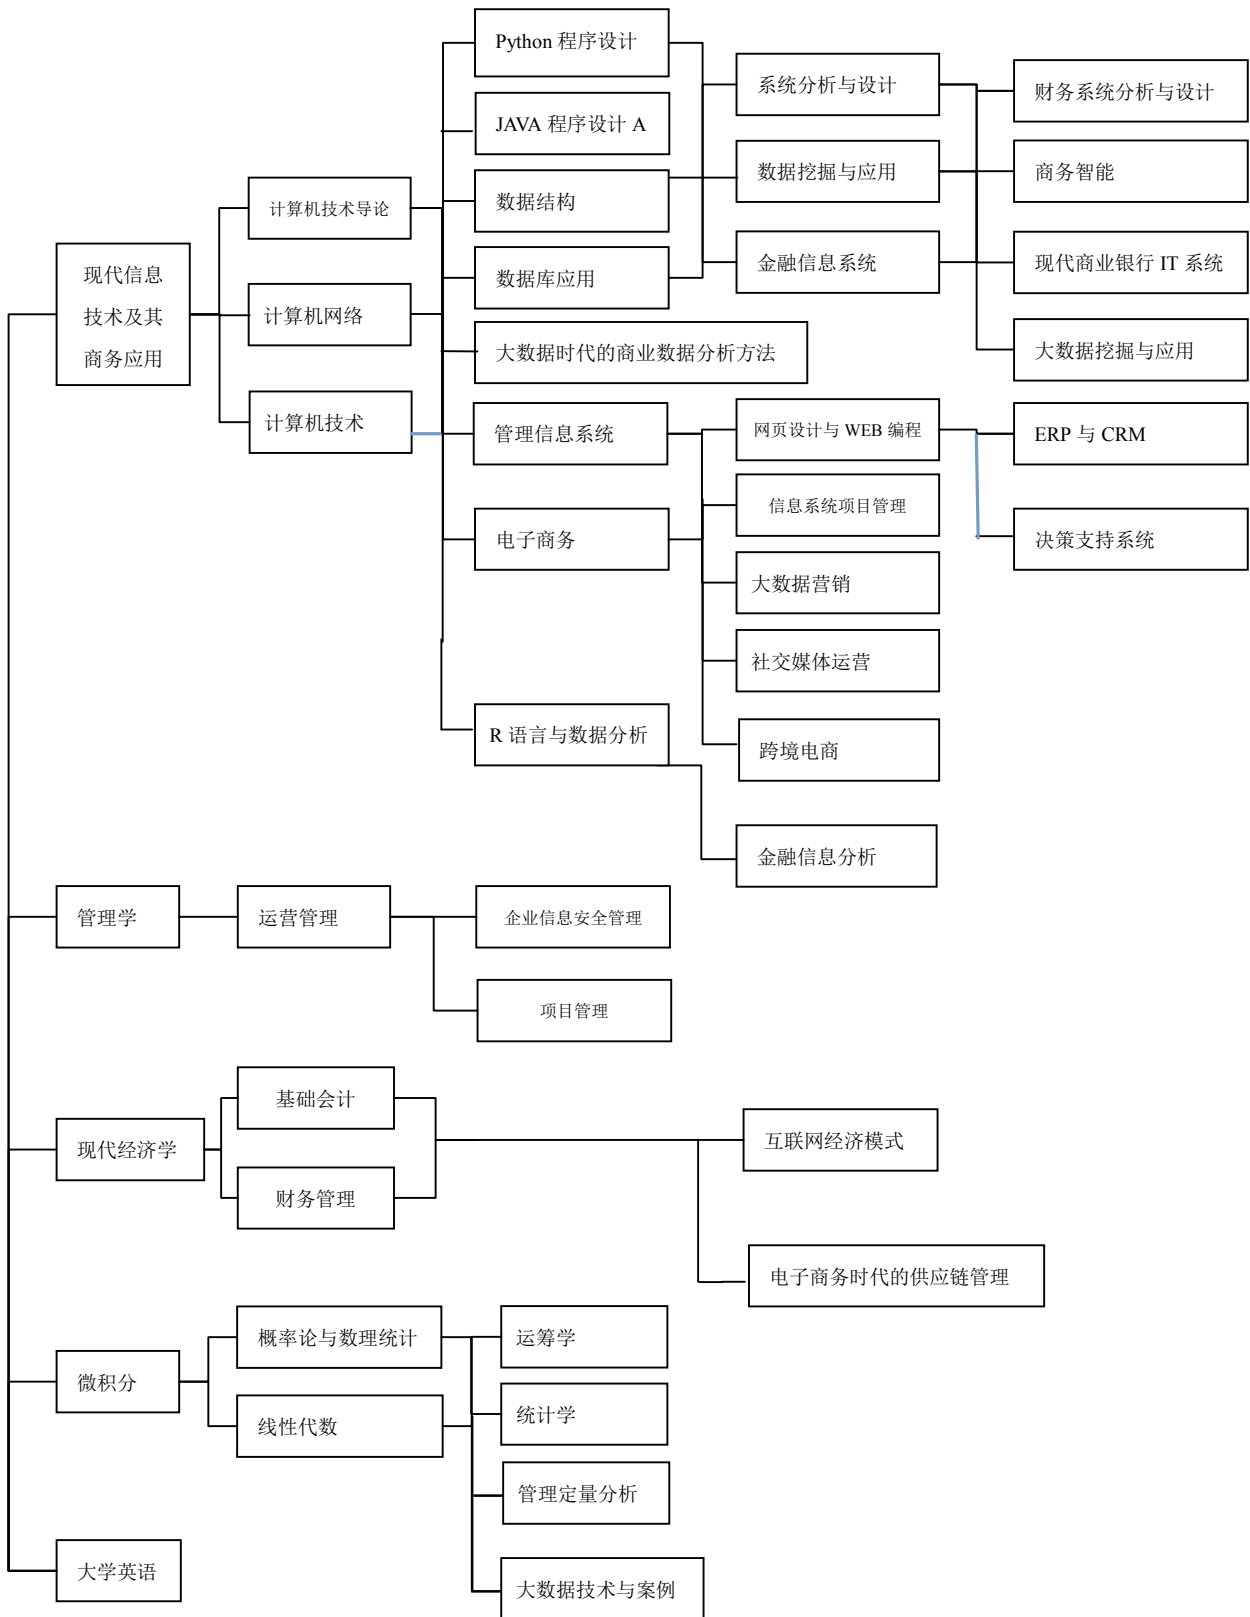 Python 程序设计
系统分析与设计
财务系统分析与设计
JAVA 程序设计 A
数据挖掘与应用
商务智能
计算机技术导论
数据结构
现代信息
技术及其
商务应用
数据库应用
金融信息系统
现代商业银行 IT 系统
计算机网络
大数据时代的商业数据分析方法
大数据挖掘与应用
计算机技术
管理信息系统
网页设计与 WEB 编程
ERP 与 CRM
信息系统项目管理
电子商务
决策支持系统
大数据营销
社交媒体运营
R 语言与数据分析
跨境电商
金融信息分析
管理学
运营管理
企业信息安全管理
项目管理
基础会计
现代经济学
互联网经济模式
财务管理
电子商务时代的供应链管理
概率论与数理统计
运筹学
微积分
线性代数
统计学
管理定量分析
大学英语
大数据技术与案例